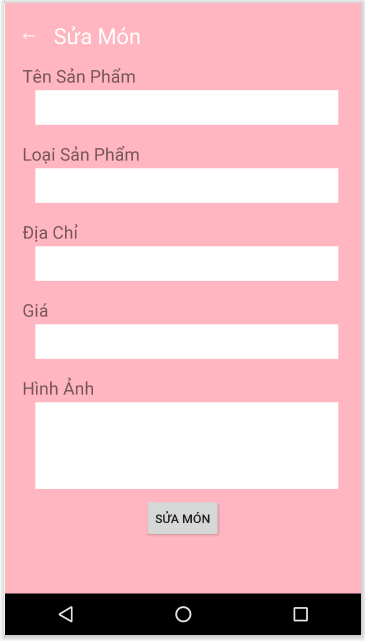 ← Sửa Món
Tên Sản Phẩm
Loại Sản Phẩm
Địa Chỉ
Giá
Hình Ảnh
SỬA MÓN